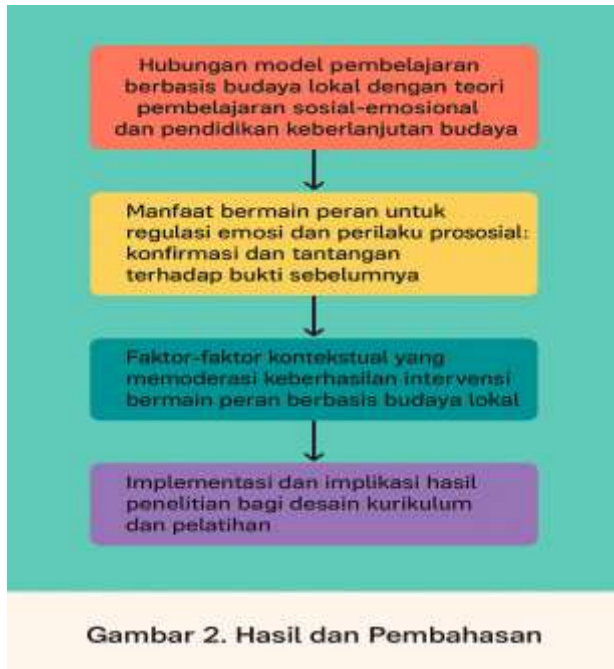 Hubungan model pembelajaran
berbasis budaya lokal dengan teori
pembelajaran sosial-emosional
dan pendidikan keberlanjutan budaya
Manfaat bermain peran untuk
regulasi emosi dan perilaku prososial:
konfirmasi dan tantangan
terhadap bukti sebelumnya
Faktor-faktor kontekstual yang
memoderasi keberhasilan intervensi
bermain peran berbasis budaya lokal
Implementasi dan implikasi hasil
penelitian bagi desain kurikulum
dan pelatihan
Gambar 2. Hasil dan Pembahasan